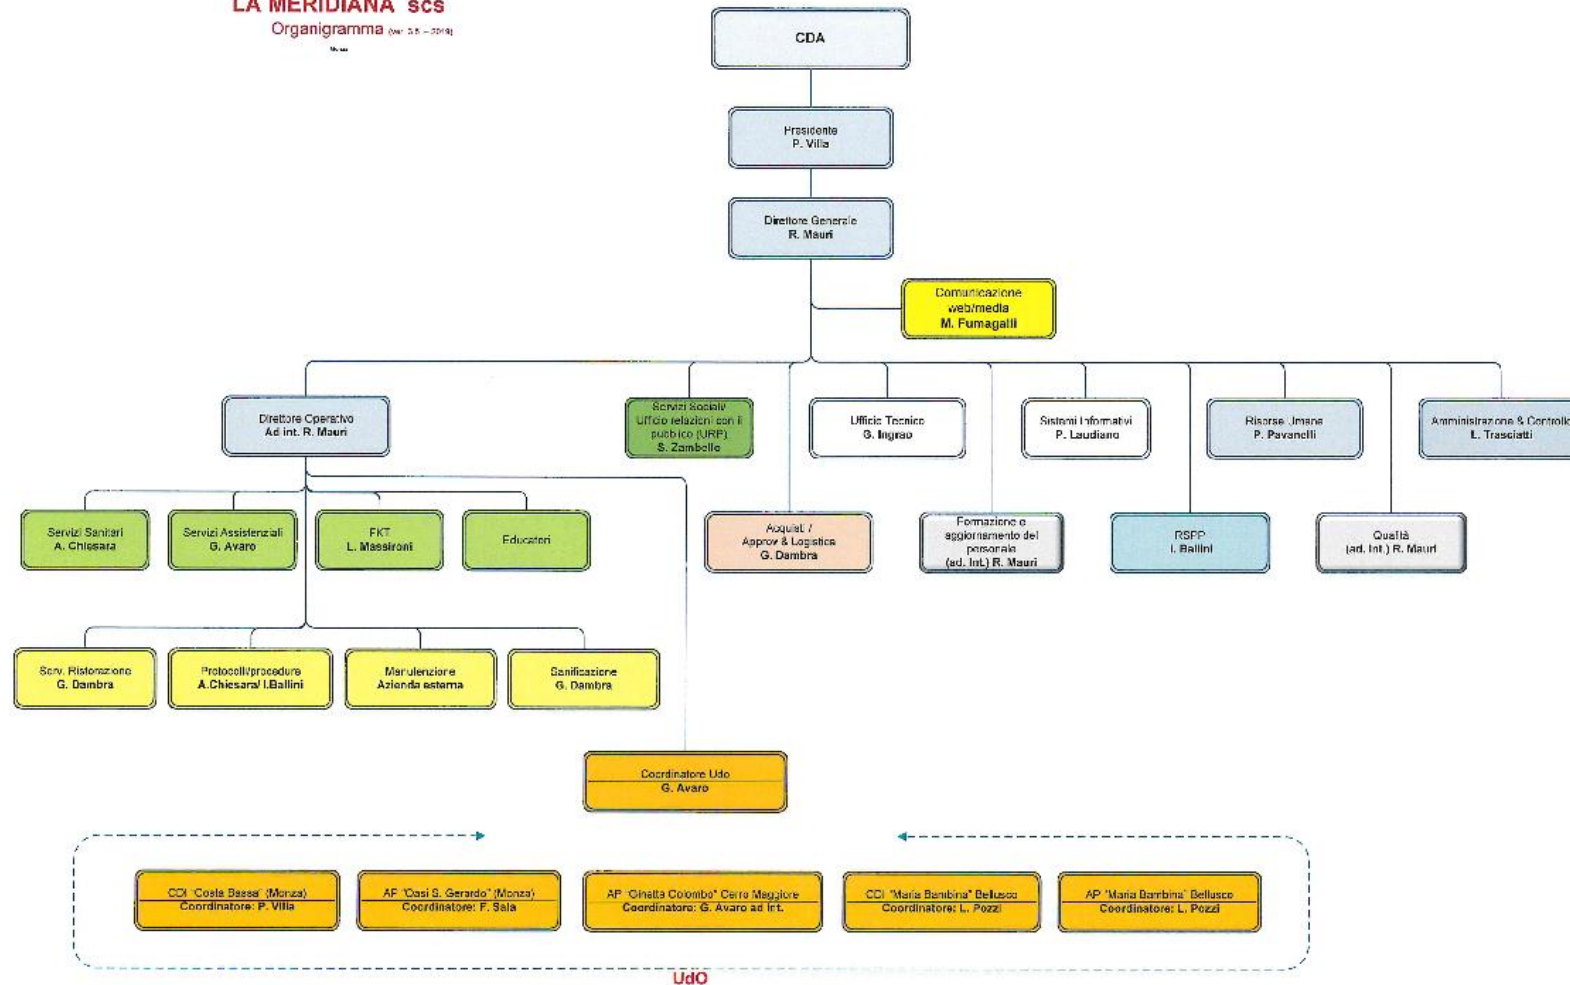 LA MERIDIANA scs
Organigramma (ver. 3.5 – 2019)
CDA
Presidente
P. Villa
Direttore Generale
R. Mauri
Comunicazione
web/media
M. Fumagalli
Direttore Operativo
Ad int. R. Mauri
Servizi Sociali/
Ufficio relazioni con il
pubblico (URP)
S. Zambello
Ufficio Tecnico
G. Ingrao
Sistemi Informativi
P. Laudiano
Risorse Umane
P. Pavanelli
Amministrazione & Controllo
L. Trasciatti
Servizi Sanitari
A. Chiesara
Servizi Assistenziali
G. Avaro
FKT
L. Massironi
Educatori
Acquisti /
Approv & Logistica
G. Dambra
Formazione e
aggiornamento del
personale
(ad. Int.) R. Mauri
RSPP
I. Ballini
Qualità
(ad. Int.) R. Mauri
Serv. Ristorazione
G. Dambra
Protocolli/procedure
A.Chiesara/ I.Ballini
Manutenzione
Azienda esterna
Sanificazione
G. Dambra
Coordinatore Udo
G. Avaro
CDI "Costa Bassa" (Monza)
Coordinatore: P. Villa
AP "Oasi S. Gerardo" (Monza)
Coordinatore: F. Sala
AP "Ginetta Colombo" Cerro Maggiore
Coordinatore: G. Avaro ad int.
CDI "Maria Bambina" Bellusco
Coordinatore: L. Pozzi
AP "Maria Bambina" Bellusco
Coordinatore: L. Pozzi
UdO